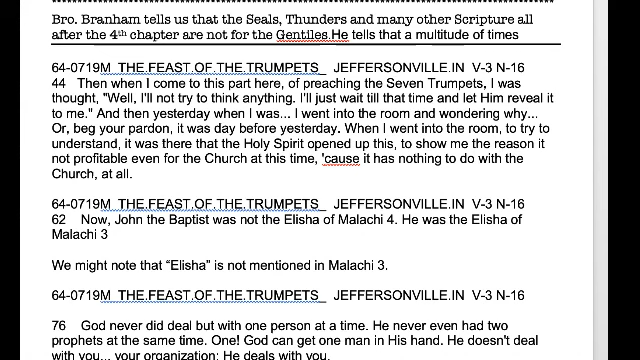 ************************************************************************************
Bro. Branham tells us that the Seals, Thunders and many other Scripture all
after the 4th chapter are not for the Gentiles.He tells that a multitude of times
64-0719M THE.FEAST.OF.THE.TRUMPETS_ JEFFERSONVILLE.IN V-3 N-16
44 Then when I come to this part here, of preaching the Seven Trumpets, I was
thought, "Well, I'll not try to think anything. I'll just wait till that time and let Him reveal it
to me." And then yesterday when I was... I went into the room and wondering why...
Or, beg your pardon, it was day before yesterday. When I went into the room, to try to
understand, it was there that the Holy Spirit opened up this, to show me the reason it
not profitable even for the Church at this time, 'cause it has nothing to do with the
Church, at all.
64-0719M THE.FEAST.OF.THE.TRUMPETS_ JEFFERSONVILLE.IN V-3 N-16
62 Now, John the Baptist was not the Elisha of Malachi 4. He was the Elisha of
Malachi 3
We might note that “Elisha” is not mentioned in Malachi 3.
64-0719M THE.FEAST.OF.THE.TRUMPETS_ JEFFERSONVILLE.IN V-3 N-16
76 God never did deal but with one person at a time. He never even had two
prophets at the same time. One! God can get one man in His hand. He doesn't deal
with you... your organization; He deals with you.